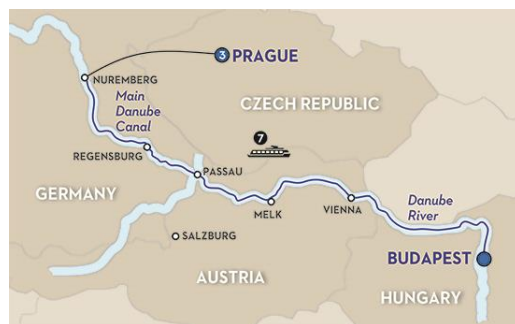 3 PRAGUE
NUREMBERG
Main
Danube
Canal
CZECH REPUBLIC
7
REGENSBURG
PASSAU
GERMANY
MELK
VIENNA
Danube
River
SALZBURG
BUDAPEST
AUSTRIA
HUNGARY